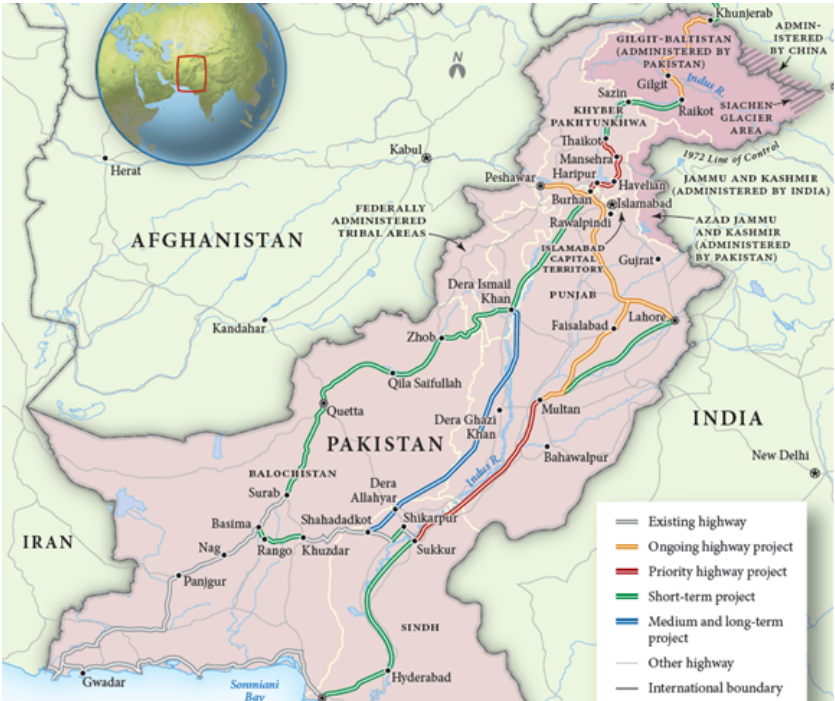 Khunjerab
ADMIN-
ISTERED
BY CHINA
GILGIT-BALTISTAN
(ADMINISTERED BY
PAKISTAN)
N
Gilgit
Indus R.
Sazin
Raikot
SIACHEN
GLACIER
AREA
KHYBER
PAKHTUNKHWA
Thaikot
1972 Line of Control
Mansehra
Kabul
Herat
Haripur
Peshawar
Havelian
JAMMU AND KASHMIR
(ADMINISTERED BY INDIA)
Burhan
Islamabad
Rawalpindi
FEDERALLY
ADMINISTERED
TRIBAL AREAS
AZAD JAMMU
AND KASHMIR
(ADMINISTERED
BY PAKISTAN)
AFGHANISTAN
ISLAMABAD
CAPITAL
TERRITORY
Gujrat
Dera Ismail
Khan
PUNJAB
Kandahar
Faisalabad
Lahore
Zhob
Qila Saifullah
Quetta
Multan
Dera Ghazi
Khan
INDIA
PAKISTAN
Bahawalpur
New Delhi
BALOCHISTAN
Indus R.
Surab
Dera
Allahyar
Basima
Shahadadkot
Shikarpur
IRAN
Nag
Rango
Khuzdar
Sukkur
Panjgur
SINDH
Gwadar
Hyderabad
Sonmiani
Bay
Existing highway
Ongoing highway project
Priority highway project
Short-term project
Medium and long-term
project
Other highway
International boundary